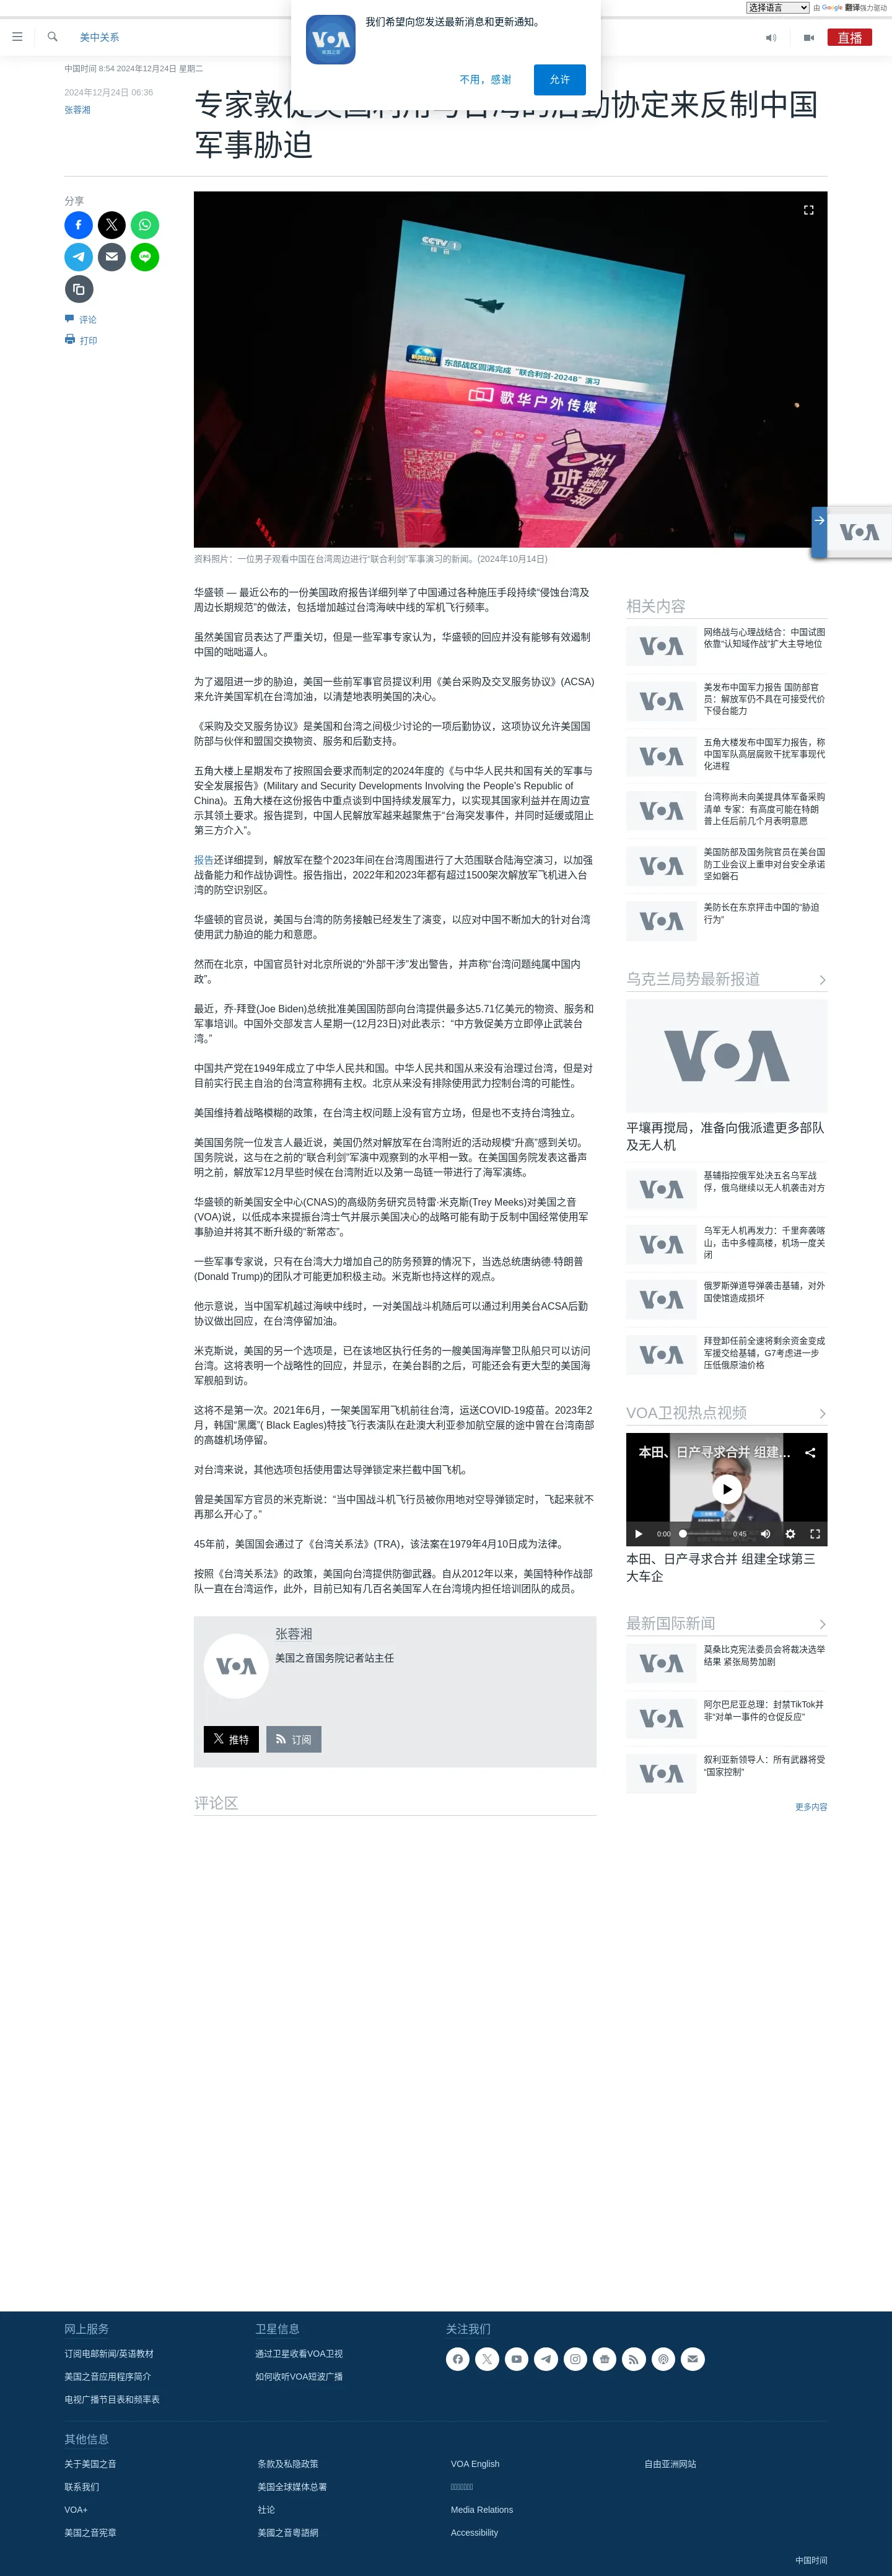 选择语言 由 Google 翻译强力驱动
我们希望向您发送最新消息和更新通知。
不用，感谢
允许
美中关系
直播
中国时间 8:54 2024年12月24日 星期二
2024年12月24日 06:36
张蓉湘
军事胁迫
分享
评论
打印
CCTV 1
东部战区圆满完成“联合利剑-2024B”演习
歌华户外传媒
资料照片：一位男子观看中国在台湾周边进行“联合利剑”军事演习的新闻。(2024年10月14日)
华盛顿 — 最近公布的一份美国政府报告详细列举了中国通过各种施压手段持续“侵蚀台湾及
周边长期规范”的做法，包括增加越过台湾海峡中线的军机飞行频率。
虽然美国官员表达了严重关切，但是一些军事专家认为，华盛顿的回应并没有能够有效遏制
中国的咄咄逼人。
为了遏阻进一步的胁迫，美国一些前军事官员提议利用《美台采购及交叉服务协议》(ACSA)
来允许美国军机在台湾加油，以清楚地表明美国的决心。
《采购及交叉服务协议》是美国和台湾之间极少讨论的一项后勤协议，这项协议允许美国国
防部与伙伴和盟国交换物资、服务和后勤支持。
五角大楼上星期发布了按照国会要求而制定的2024年度的《与中华人民共和国有关的军事与
安全发展报告》(Military and Security Developments Involving the People's Republic of
China)。五角大楼在这份报告中重点谈到中国持续发展军力，以实现其国家利益并在周边宣
示其领土要求。报告提到，中国人民解放军越来越聚焦于“台海突发事件，并同时延缓或阻止
第三方介入”。
报告还详细提到，解放军在整个2023年间在台湾周围进行了大范围联合陆海空演习，以加强
战备能力和作战协调性。报告指出，2022年和2023年都有超过1500架次解放军飞机进入台
湾的防空识别区。
华盛顿的官员说，美国与台湾的防务接触已经发生了演变，以应对中国不断加大的针对台湾
使用武力胁迫的能力和意愿。
然而在北京，中国官员针对北京所说的“外部干涉”发出警告，并声称“台湾问题纯属中国内
政”。
最近，乔·拜登(Joe Biden)总统批准美国国防部向台湾提供最多达5.71亿美元的物资、服务和
军事培训。中国外交部发言人星期一(12月23日)对此表示：“中方敦促美方立即停止武装台
湾。”
中国共产党在1949年成立了中华人民共和国。中华人民共和国从来没有治理过台湾，但是对
目前实行民主自治的台湾宣称拥有主权。北京从来没有排除使用武力控制台湾的可能性。
美国维持着战略模糊的政策，在台湾主权问题上没有官方立场，但是也不支持台湾独立。
美国国务院一位发言人最近说，美国仍然对解放军在台湾附近的活动规模“升高”感到关切。
国务院说，这与在之前的“联合利剑”军演中观察到的水平相一致。在美国国务院发表这番声
明之前，解放军12月早些时候在台湾附近以及第一岛链一带进行了海军演练。
华盛顿的新美国安全中心(CNAS)的高级防务研究员特雷·米克斯(Trey Meeks)对美国之音
(VOA)说，以低成本来提振台湾士气并展示美国决心的战略可能有助于反制中国经常使用军
事胁迫并将其不断升级的“新常态”。
一些军事专家说，只有在台湾大力增加自己的防务预算的情况下，当选总统唐纳德·特朗普
(Donald Trump)的团队才可能更加积极主动。米克斯也持这样的观点。
他示意说，当中国军机越过海峡中线时，一对美国战斗机随后可以通过利用美台ACSA后勤
协议做出回应，在台湾停留加油。
米克斯说，美国的另一个选项是，已在该地区执行任务的一艘美国海岸警卫队船只可以访问
台湾。这将表明一个战略性的回应，并显示，在美台斟酌之后，可能还会有更大型的美国海
军舰船到访。
这将不是第一次。2021年6月，一架美国军用飞机前往台湾，运送COVID-19疫苗。2023年2
月，韩国“黑鹰”( Black Eagles)特技飞行表演队在赴澳大利亚参加航空展的途中曾在台湾南部
的高雄机场停留。
对台湾来说，其他选项包括使用雷达导弹锁定来拦截中国飞机。
曾是美国军方官员的米克斯说：“当中国战斗机飞行员被你用地对空导弹锁定时，飞起来就不
再那么开心了。”
45年前，美国国会通过了《台湾关系法》(TRA)，该法案在1979年4月10日成为法律。
按照《台湾关系法》的政策，美国向台湾提供防御武器。自从2012年以来，美国特种作战部
队一直在台湾运作，此外，目前已知有几百名美国军人在台湾境内担任培训团队的成员。
张蓉湘
美国之音国务院记者站主任
推特
订阅
评论区
相关内容
网络战与心理战结合：中国试图
依靠“认知域作战”扩大主导地位
美发布中国军力报告 国防部官
员：解放军仍不具在可接受代价
下侵台能力
五角大楼发布中国军力报告，称
中国军队高层腐败干扰军事现代
化进程
台湾称尚未向美提具体军备采购
清单 专家：有高度可能在特朗
普上任后前几个月表明意愿
美国防部及国务院官员在美台国
防工业会议上重申对台安全承诺
坚如磐石
美防长在东京抨击中国的“胁迫
行为”
乌克兰局势最新报道
平壤再搅局，准备向俄派遣更多部队
及无人机
基辅指控俄军处决五名乌军战
俘，俄乌继续以无人机袭击对方
乌军无人机再发力：千里奔袭喀
山，击中多幢高楼，机场一度关
闭
俄罗斯弹道导弹袭击基辅，对外
国使馆造成损坏
拜登卸任前全速将剩余资金变成
军援交给基辅，G7考虑进一步
压低俄原油价格
VOA卫视热点视频
本田、日产寻求合并 组建...
0:00
0:45
本田、日产寻求合并 组建全球第三
大车企
最新国际新闻
莫桑比克宪法委员会将裁决选举
结果 紧张局势加剧
阿尔巴尼亚总理：封禁TikTok并
非“对单一事件的仓促反应”
叙利亚新领导人：所有武器将受
“国家控制”
更多内容
网上服务
订阅电邮新闻/英语教材
美国之音应用程序简介
电视广播节目表和频率表
卫星信息
通过卫星收看VOA卫视
如何收听VOA短波广播
关注我们
其他信息
关于美国之音
联系我们
VOA+
美国之音宪章
条款及私隐政策
美国全球媒体总署
社论
美國之音粵語網
VOA English
Media Relations
Accessibility
自由亚洲网站
中国时间